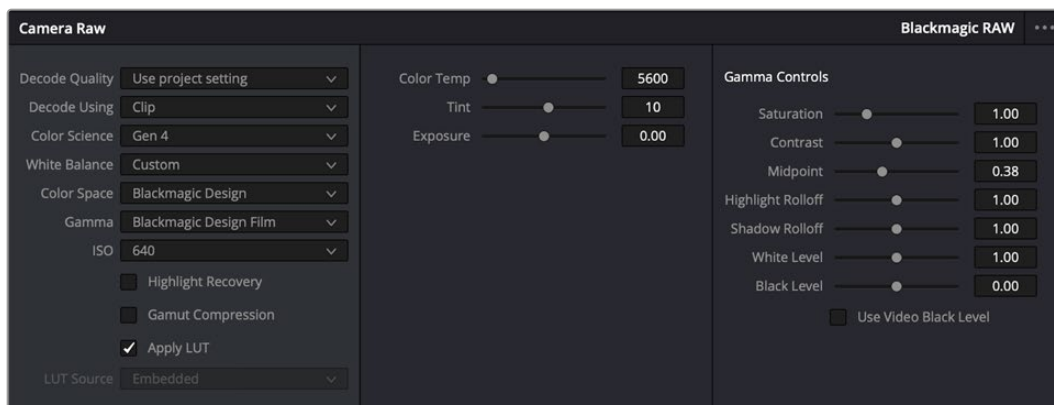 Camera Raw
Blackmagic RAW
Decode Quality Use project setting
Decode Using Clip
Color Science Gen 4
White Balance Custom
Color Space Blackmagic Design
Gamma Blackmagic Design Film
ISO 640
Highlight Recovery
Gamut Compression
Apply LUT
LUT Source Embedded
Color Temp 5600
Tint 10
Exposure 0.00
Gamma Controls
Saturation 1.00
Contrast 1.00
Midpoint 0.38
Highlight Rolloff 1.00
Shadow Rolloff 1.00
White Level 1.00
Black Level 0.00
Use Video Black Level